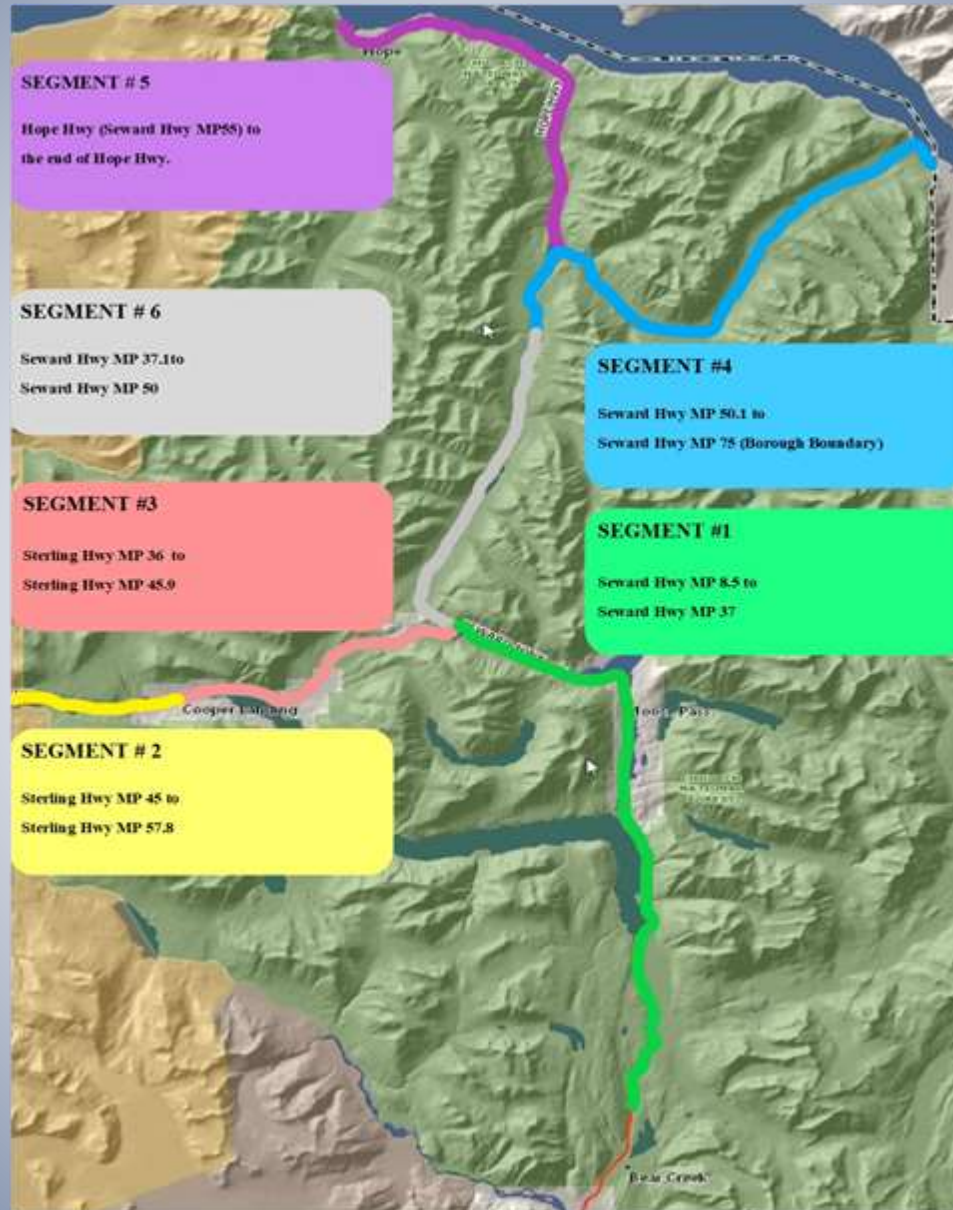 Hope
SEGMENT # 5
Hope Hwy (Seward Hwy MP55) to
the end of Hope Hwy.
SEGMENT # 6
Seward Hwy MP 37.1to
Seward Hwy MP 50
SEGMENT #4
Seward Hwy MP 50.1 to
Seward Hwy MP 75 (Borough Boundary)
SEGMENT #3
Sterling Hwy MP 36 to
Sterling Hwy MP 45.9
SEGMENT #1
Seward Hwy MP 8.5 to
Seward Hwy MP 37
Cooper Landing
Pass
SEGMENT # 2
Sterling Hwy MP 45 to
Sterling Hwy MP 57.8
Bear Creek